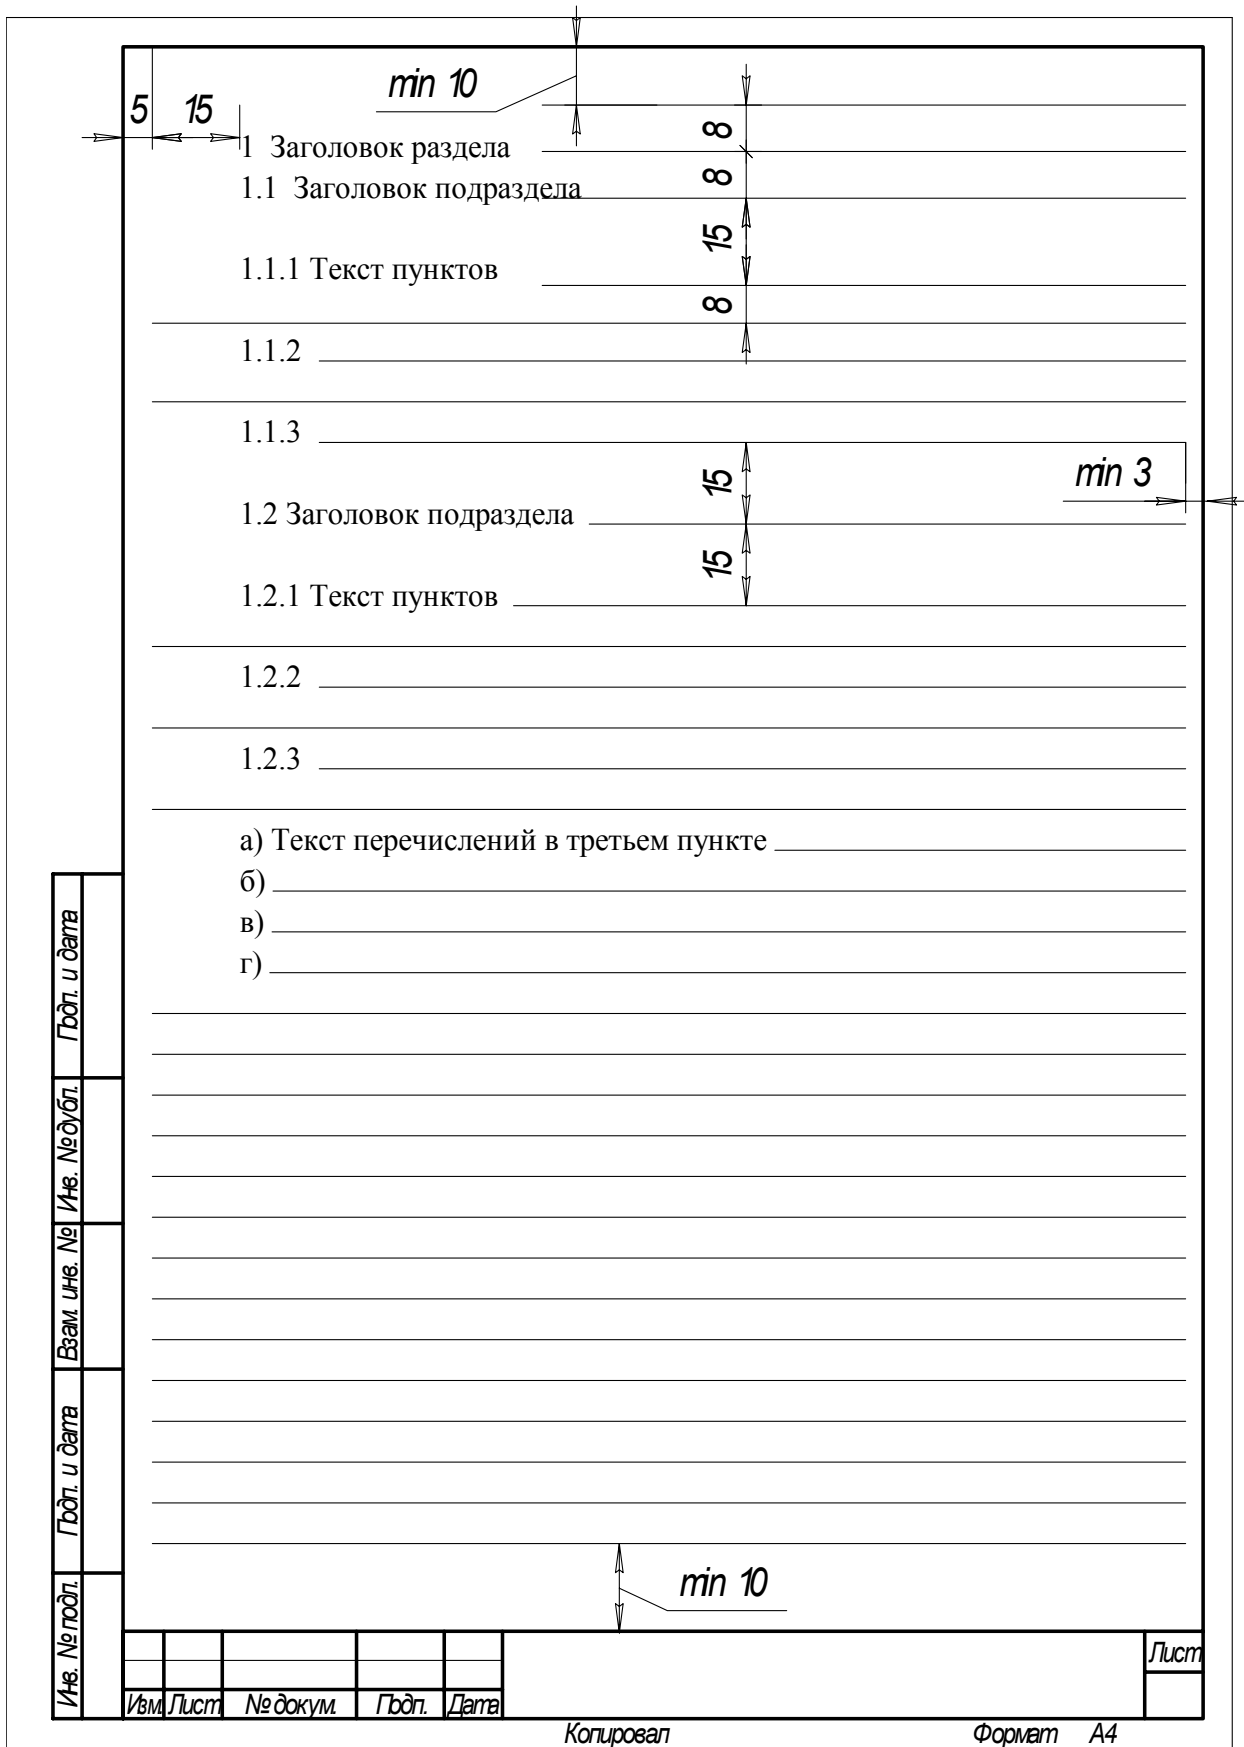 min 10
5 15
8
1 Заголовок раздела
8
1.1 Заголовок подраздела
15
1.1.1 Текст пунктов
8
1.1.2
1.1.3
15
min 3
1.2 Заголовок подраздела
15
1.2.1 Текст пунктов
1.2.2
1.2.3
а) Текст перечислений в третьем пункте
б)
в)
г)
Подп. и дата
Инв. № дубл.
Взам. инв. №
Подп. и дата
Инв. № подл.
min 10
Лист
Изм. Лист № докум. Подп. Дата
Копировал Формат А4